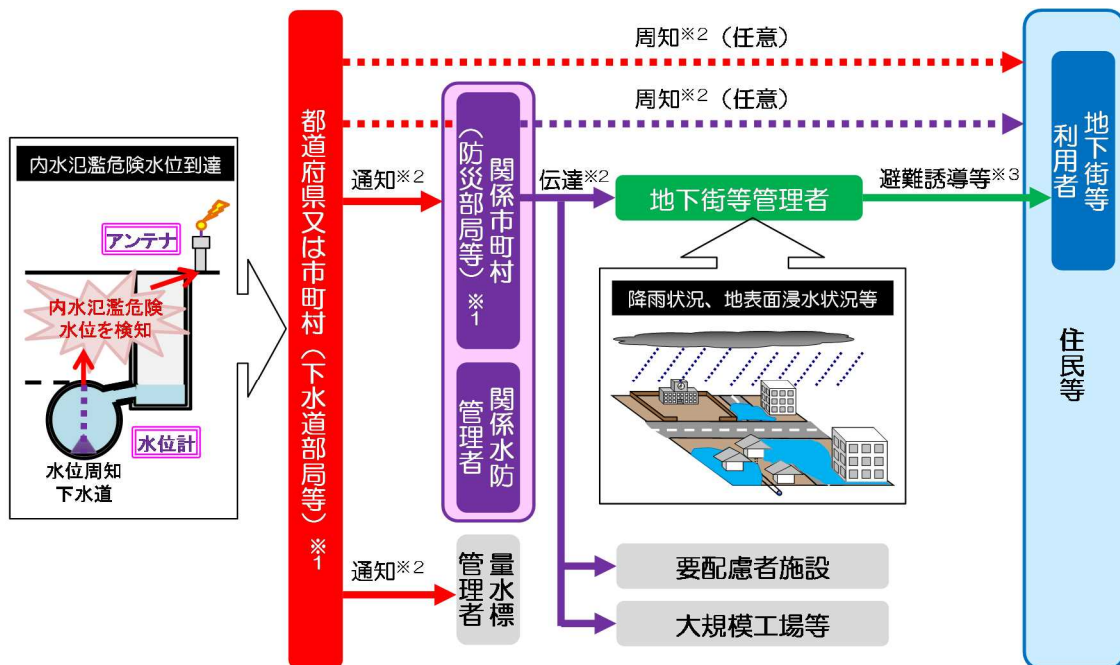 内水氾濫危険水位到達
アンテナ
内水氾濫危険
水位を検知
水位計
水位周知
下水道
都道府県又は市町村（下水道部局等）※1
周知※2（任意）
周知※2（任意）
通知※2
関係市町村
（防災部局等）※1
関係水防
管理者
伝達※2
地下街等管理者
避難誘導等※3
降雨状況、地表面浸水状況等
通知※2
量水標
管理者
要配慮者施設
大規模工場等
地下街等
利用者
住民等